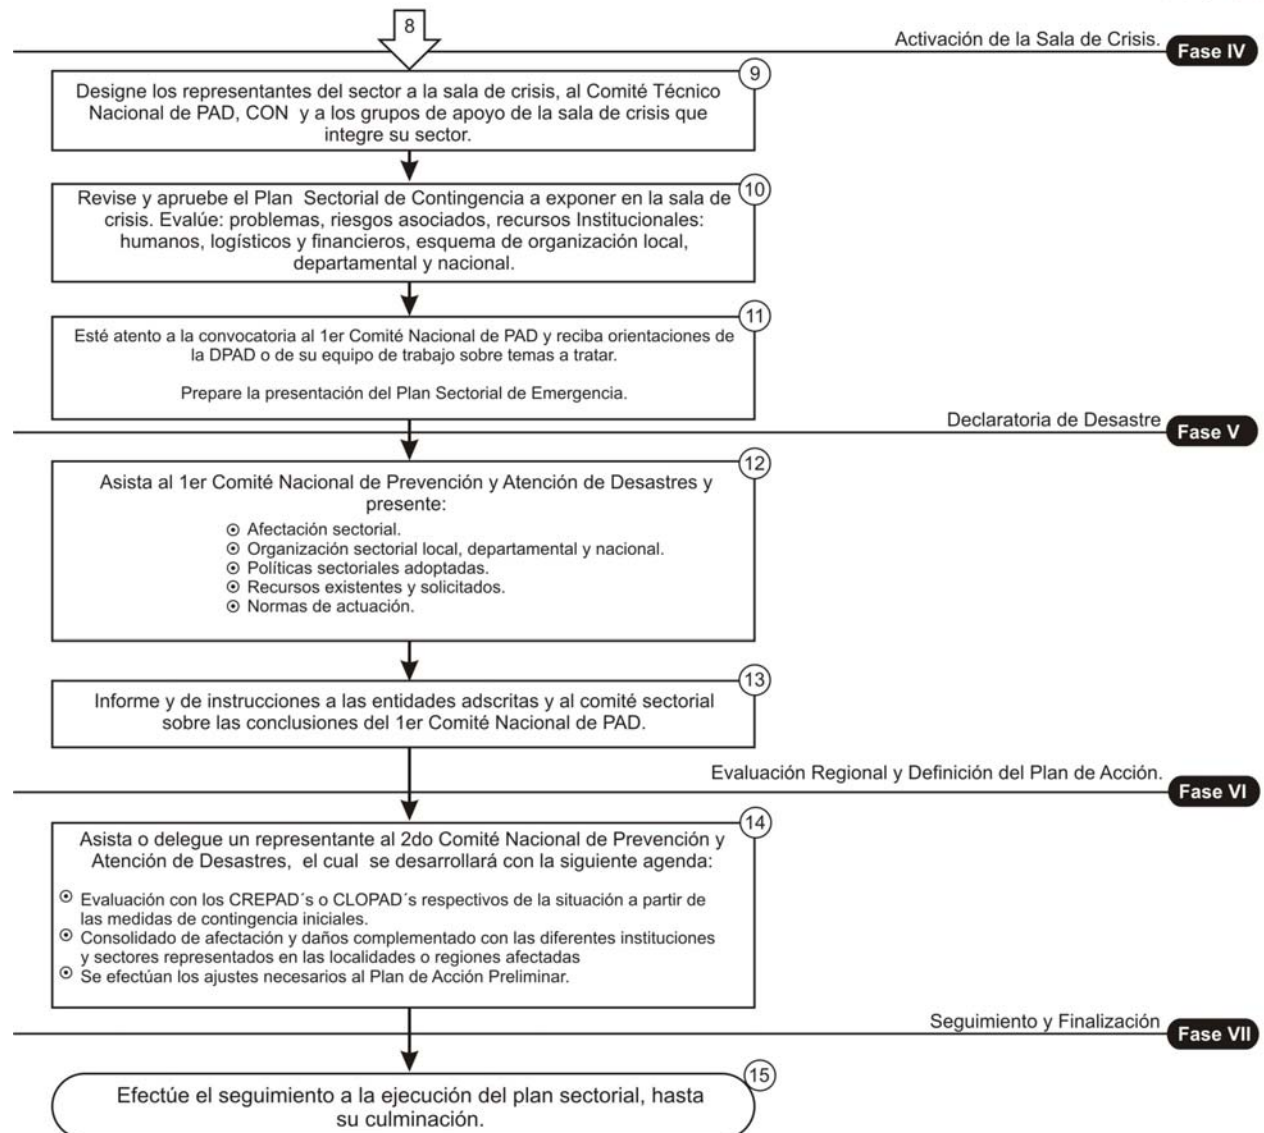 8
Activación de la Sala de Crisis.
Fase IV
9
Designe los representantes del sector a la sala de crisis, al Comité Técnico
Nacional de PAD, CON y a los grupos de apoyo de la sala de crisis que
integre su sector.
10
Revise y apruebe el Plan Sectorial de Contingencia a exponer en la sala de
crisis. Evalúe: problemas, riesgos asociados, recursos Institucionales:
humanos, logísticos y financieros, esquema de organización local,
departamental y nacional.
11
Esté atento a la convocatoria al 1er Comité Nacional de PAD y reciba orientaciones de
la DPAD o de su equipo de trabajo sobre temas a tratar.
Prepare la presentación del Plan Sectorial de Emergencia.
Declaratoria de Desastre
Fase V
12
Asista al 1er Comité Nacional de Prevención y Atención de Desastres y
presente:
Afectación sectorial.
Organización sectorial local, departamental y nacional.
Políticas sectoriales adoptadas.
Recursos existentes y solicitados.
Normas de actuación.
13
Informe y de instrucciones a las entidades adscritas y al comité sectorial
sobre las conclusiones del 1er Comité Nacional de PAD.
Evaluación Regional y Definición del Plan de Acción.
Fase VI
14
Asista o delegue un representante al 2do Comité Nacional de Prevención y
Atención de Desastres, el cual se desarrollará con la siguiente agenda:
Evaluación con los CREPAD´s o CLOPAD´s respectivos de la situación a partir de
las medidas de contingencia iniciales.
Consolidado de afectación y daños complementado con las diferentes instituciones
y sectores representados en las localidades o regiones afectadas
Se efectúan los ajustes necesarios al Plan de Acción Preliminar.
Seguimiento y Finalización
Fase VII
15
Efectúe el seguimiento a la ejecución del plan sectorial, hasta
su culminación.